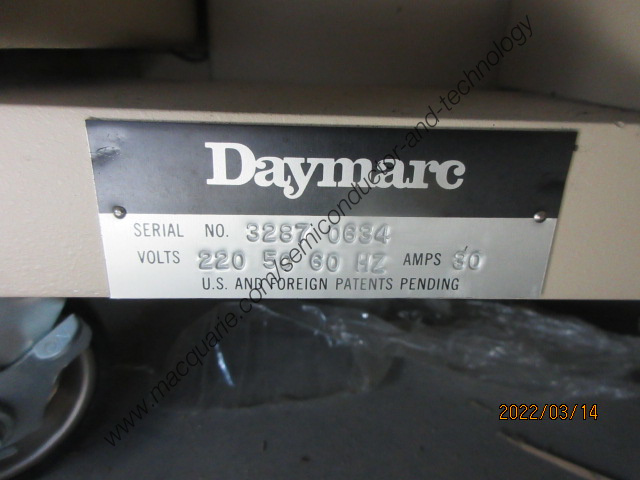 Daymarc
SERIAL NO. 3287 0684
VOLTS 220 50 60 HZ AMPS 30
U.S. AND FOREIGN PATENTS PENDING
www.macquarie.com/semiconductor-and-technology
2022/03/14